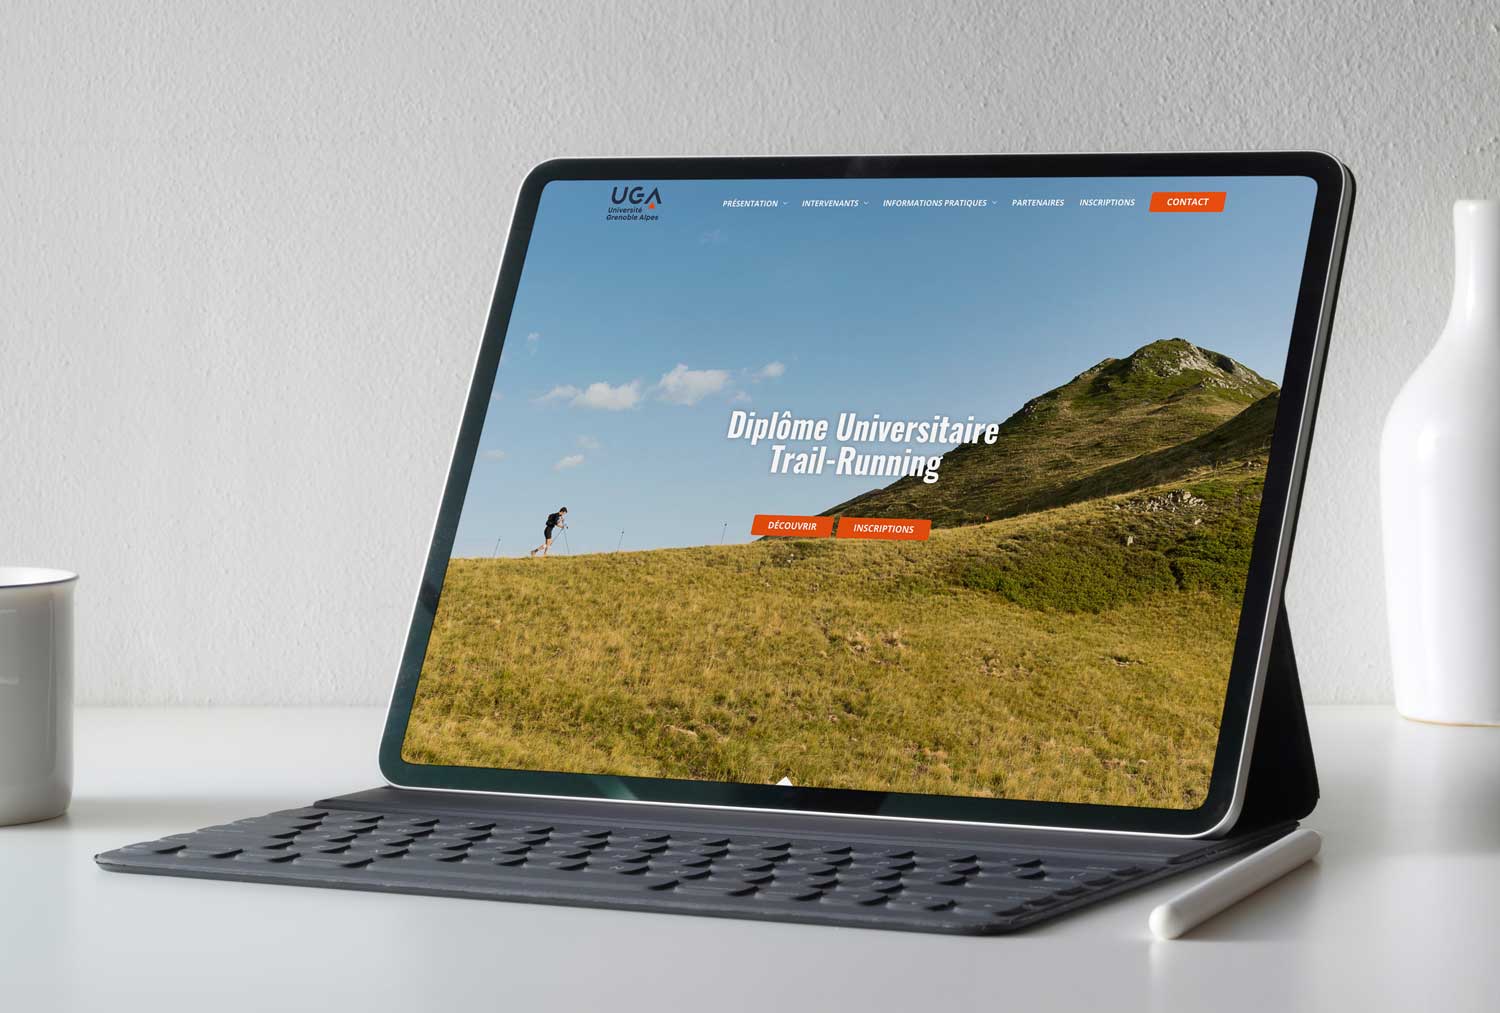 UGA
Université
Grenoble Alpes
PRÉSENTATION INTERVENANTS INFORMATIONS PRATIQUES PARTENAIRES INSCRIPTIONS CONTACT
Diplôme Universitaire
Trail-Running
DÉCOUVRIR INSCRIPTIONS